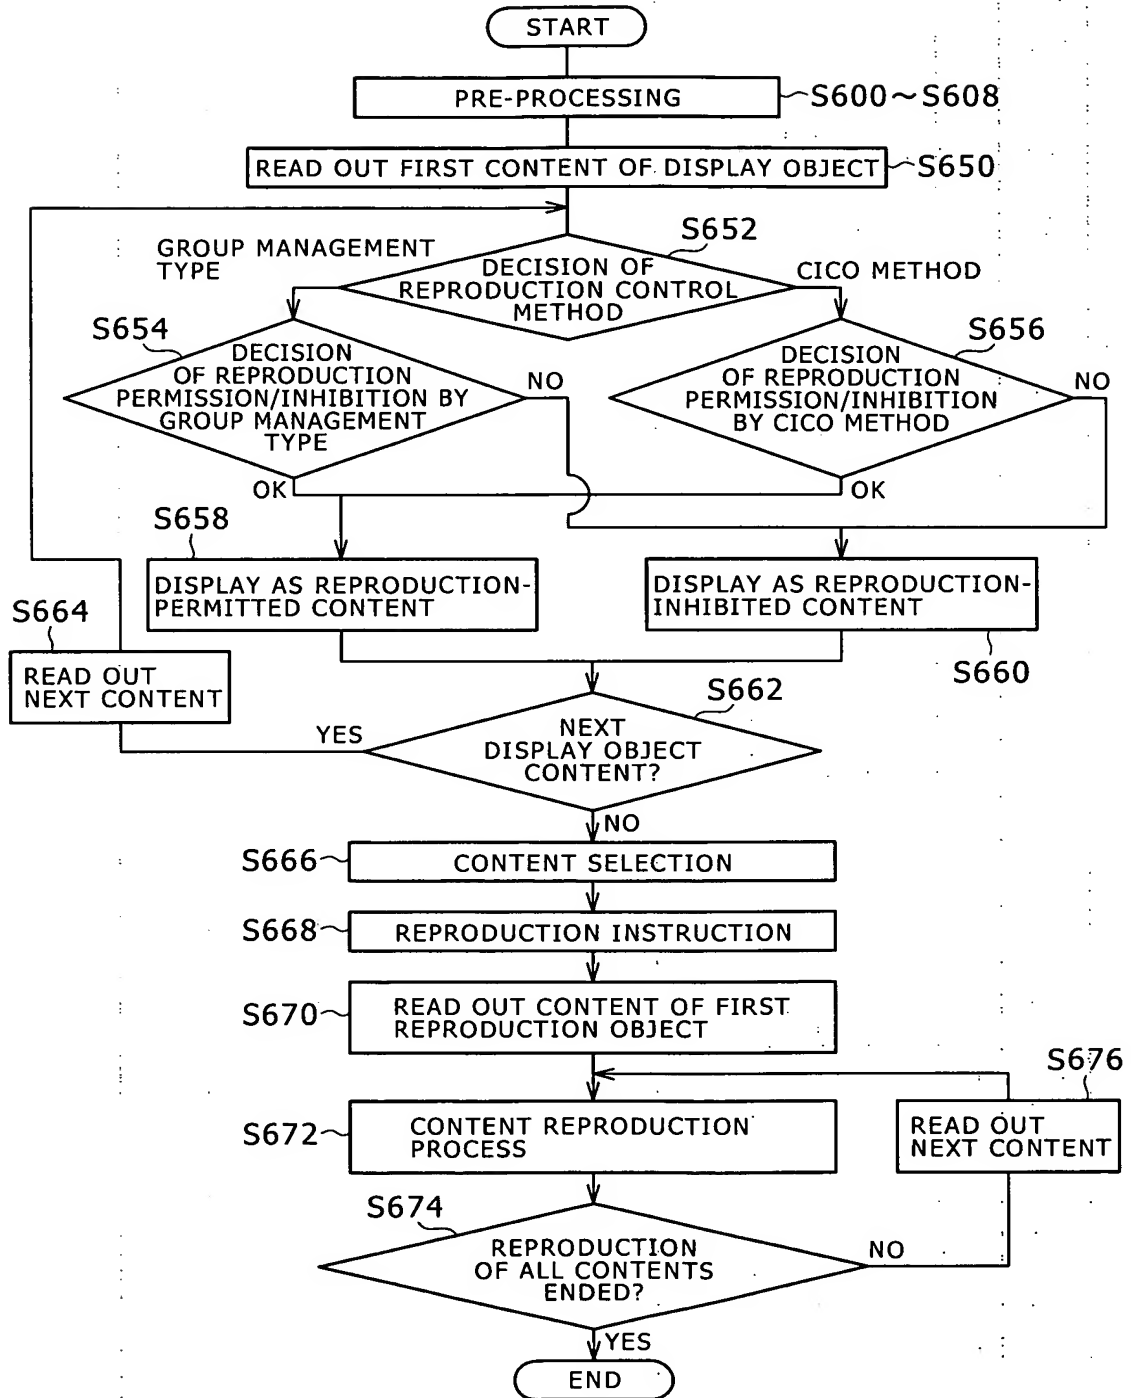 START
PRE-PROCESSING
S600~S608
READ OUT FIRST CONTENT OF DISPLAY OBJECT
S650
S652
GROUP MANAGEMENT
TYPE
DECISION OF
REPRODUCTION CONTROL
METHOD
CICO METHOD
S654
DECISION
OF REPRODUCTION
PERMISSION/INHIBITION BY
GROUP MANAGEMENT
TYPE
NO
OK
S656
DECISION
OF REPRODUCTION
PERMISSION/INHIBITION
BY CICO METHOD
NO
OK
S658
DISPLAY AS REPRODUCTION-
PERMITTED CONTENT
DISPLAY AS REPRODUCTION-
INHIBITED CONTENT
S660
S664
READ OUT
NEXT CONTENT
S662
YES
NEXT
DISPLAY OBJECT
CONTENT?
NO
S666
CONTENT SELECTION
S668
REPRODUCTION INSTRUCTION
S670
READ OUT CONTENT OF FIRST
REPRODUCTION OBJECT
S676
READ OUT
NEXT CONTENT
S672
CONTENT REPRODUCTION
PROCESS
S674
REPRODUCTION
OF ALL CONTENTS
ENDED?
NO
YES
END